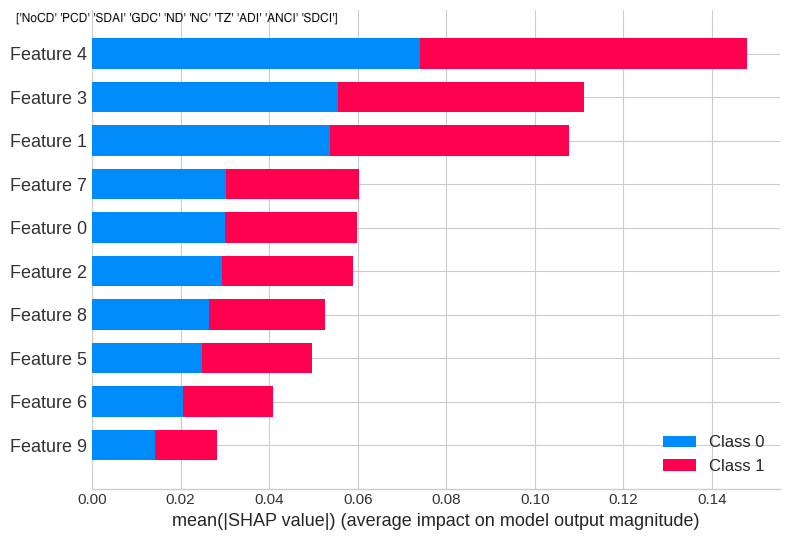 ['NoCD' 'PCD' 'SDAI' 'GDC' 'ND' 'NC' 'TZ' 'ADI' 'ANCI' 'SDCI']
Feature 4
Feature 3
Feature 1
Feature 7
Feature 0
Feature 2
Feature 8
Feature 5
Feature 6
Feature 9
Class 0
Class 1
0.00 0.02 0.04 0.06 0.08 0.10 0.12 0.14
mean(|SHAP value|) (average impact on model output magnitude)